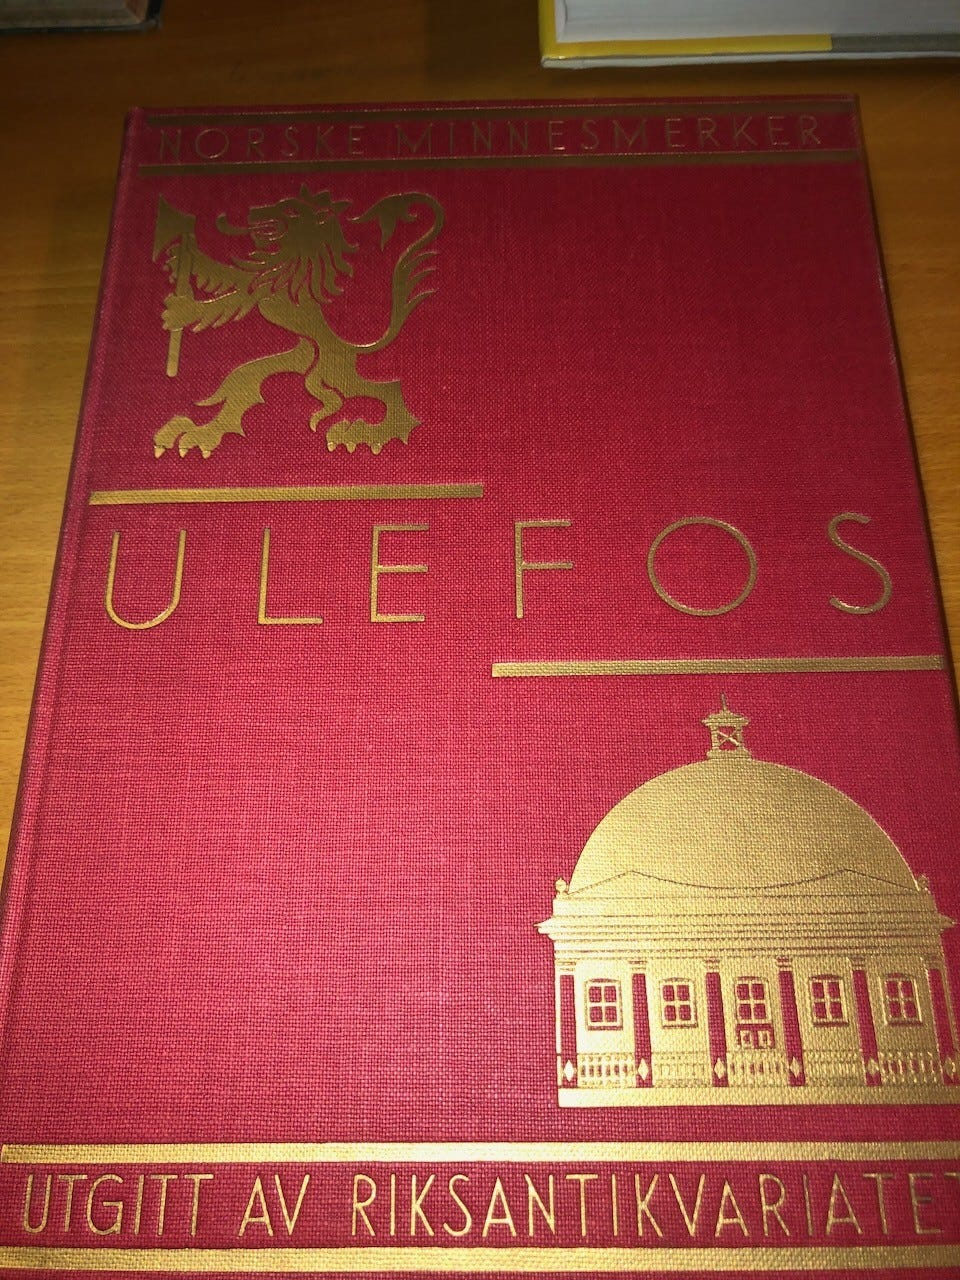 NORSKE MINNESMERKER
ULEFOS
UTGITT AV RIKSANTIKVARIATET